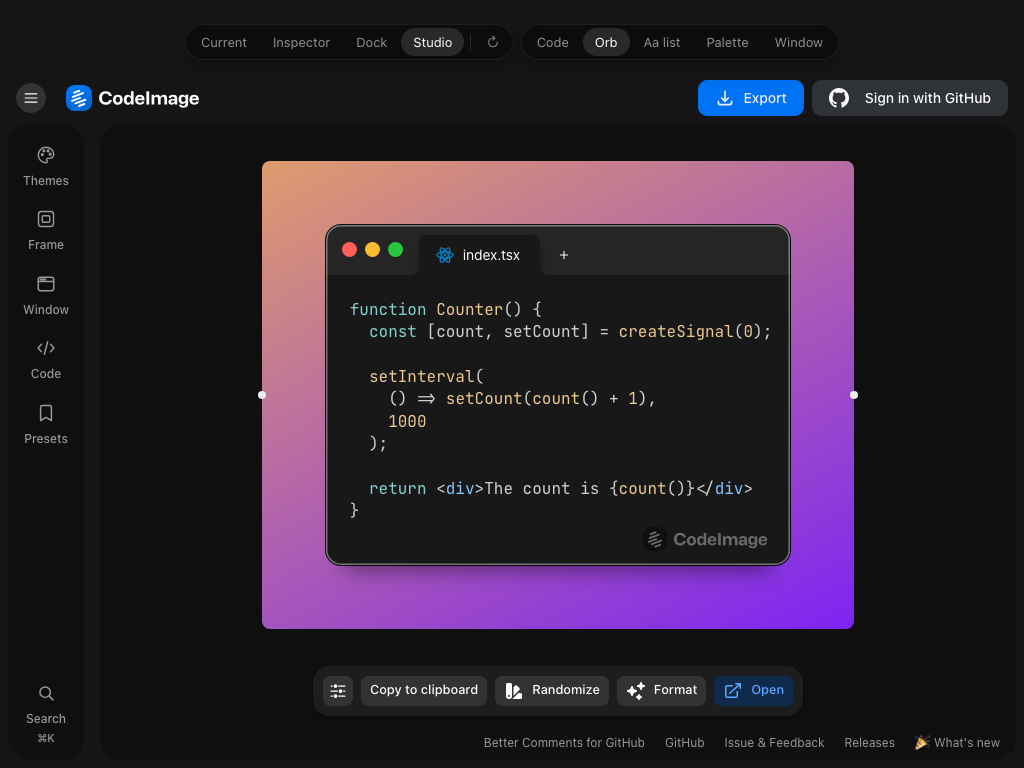 Current Inspector Dock Studio Code Orb Aa list Palette Window
CodeImage Export Sign in with GitHub
Themes
Frame
Window
Code
Presets
Search
⌘K
index.tsx +
function Counter() {
  const [count, setCount] = createSignal(0);
  setInterval(
    () => setCount(count() + 1),
    1000
  );
  return <div>The count is {count()}</div>
}
CodeImage
Copy to clipboard Randomize Format Open
Better Comments for GitHub GitHub Issue & Feedback Releases 🎉 What's new